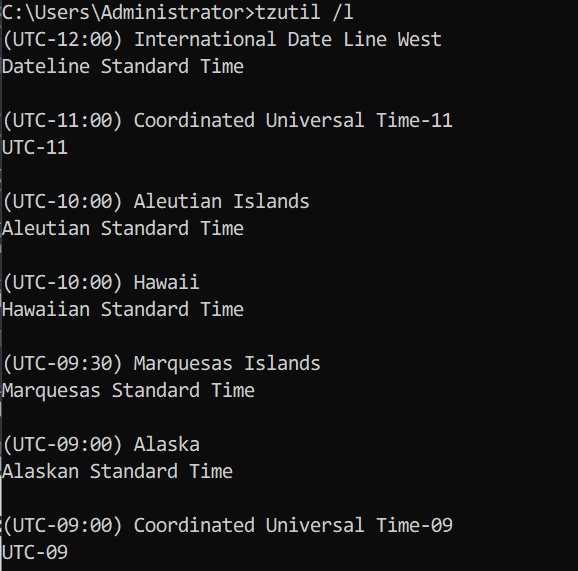 C:\Users\Administrator>tzutil /l
(UTC-12:00) International Date Line West
Dateline Standard Time
(UTC-11:00) Coordinated Universal Time-11
UTC-11
(UTC-10:00) Aleutian Islands
Aleutian Standard Time
(UTC-10:00) Hawaii
Hawaiian Standard Time
(UTC-09:30) Marquesas Islands
Marquesas Standard Time
(UTC-09:00) Alaska
Alaskan Standard Time
(UTC-09:00) Coordinated Universal Time-09
UTC-09